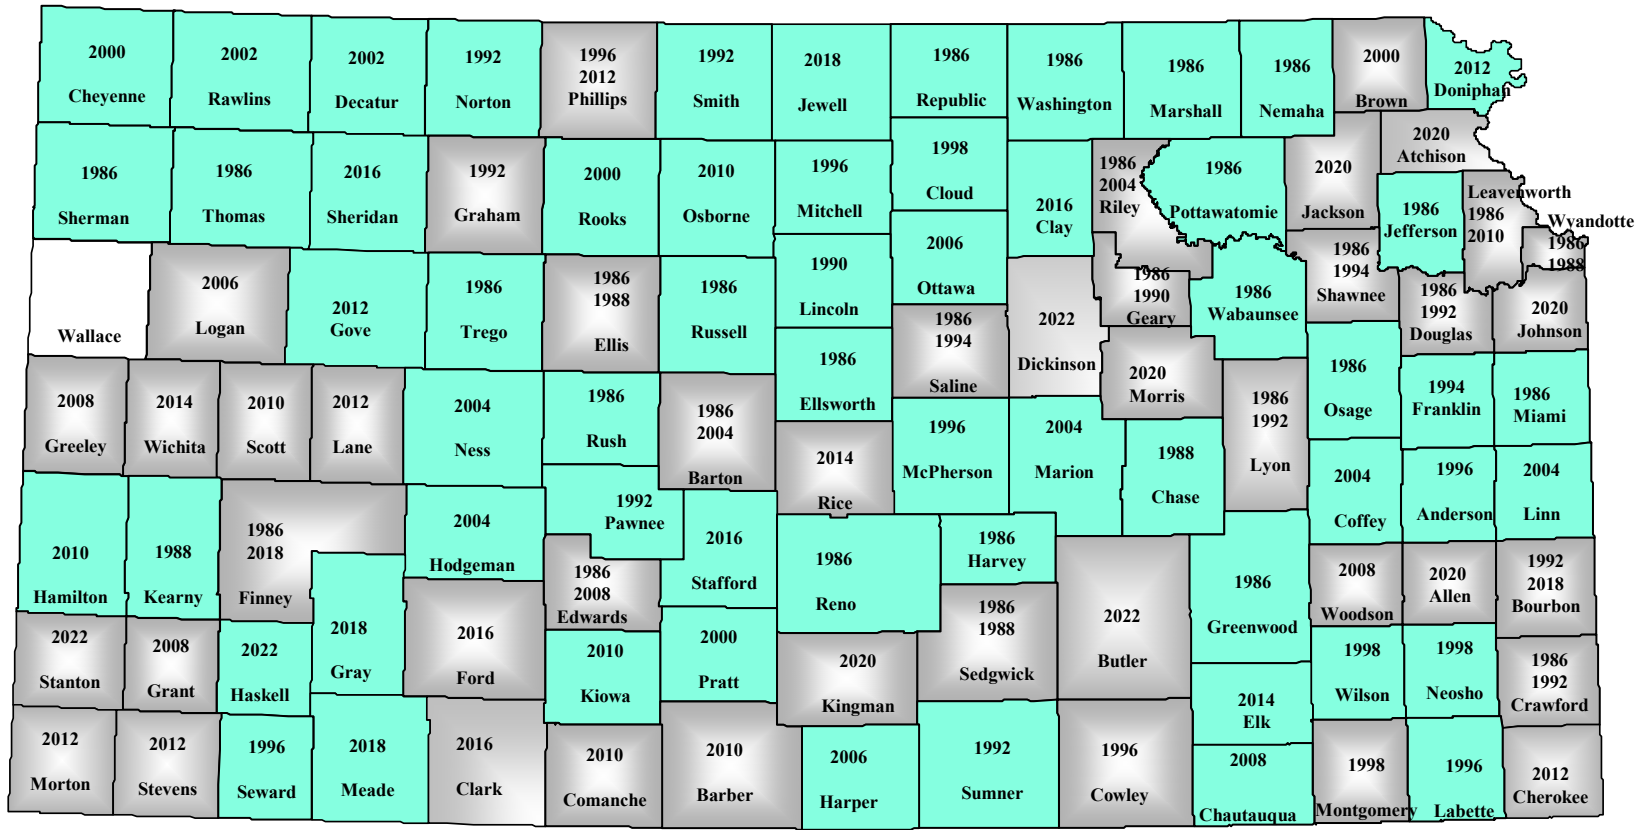 2000
Cheyenne
2002
Rawlins
2002
Decatur
1992
Norton
1996
2012
Phillips
1992
Smith
2018
Jewell
1986
Republic
1986
Washington
1986
Marshall
1986
Nemaha
2000
Brown
2012
Doniphan
1986
Sherman
1986
Thomas
2016
Sheridan
1992
Graham
2000
Rooks
2010
Osborne
1996
Mitchell
1998
Cloud
2016
Clay
1986
2004
Riley
1986
Pottawatomie
2020
Jackson
2020
Atchison
1986
Jefferson
Leavenworth
1986
2010
Wyandotte
1986
1988
Wallace
2006
Logan
2012
Gove
1986
Trego
1986
1988
Ellis
1986
Russell
1990
Lincoln
2006
Ottawa
1986
1994
Saline
2022
Dickinson
1986
1990
Geary
1986
Wabaunsee
1986
1994
Shawnee
1986
1992
Douglas
2020
Johnson
2008
Greeley
2014
Wichita
2010
Scott
2012
Lane
2004
Ness
1986
Rush
1986
2004
Barton
1986
Ellsworth
2014
Rice
1996
McPherson
2004
Marion
2020
Morris
1988
Chase
1986
1992
Lyon
1986
Osage
1994
Franklin
1986
Miami
2010
Hamilton
1988
Kearny
1986
2018
Finney
2004
Hodgeman
1992
Pawnee
1986
2008
Edwards
2016
Stafford
1986
Reno
1986
Harvey
2022
Butler
1986
Greenwood
2004
Coffey
1996
Anderson
2004
Linn
2008
Woodson
2020
Allen
1992
2018
Bourbon
2022
Stanton
2008
Grant
2022
Haskell
2018
Gray
2016
Ford
2010
Kiowa
2000
Pratt
2020
Kingman
1986
1988
Sedgwick
2014
Elk
1998
Wilson
1998
Neosho
1986
1992
Crawford
2012
Morton
2012
Stevens
1996
Seward
2018
Meade
2016
Clark
2010
Comanche
2010
Barber
2006
Harper
1992
Sumner
1996
Cowley
2008
Chautauqua
1998
Montgomery
1996
Labette
2012
Cherokee